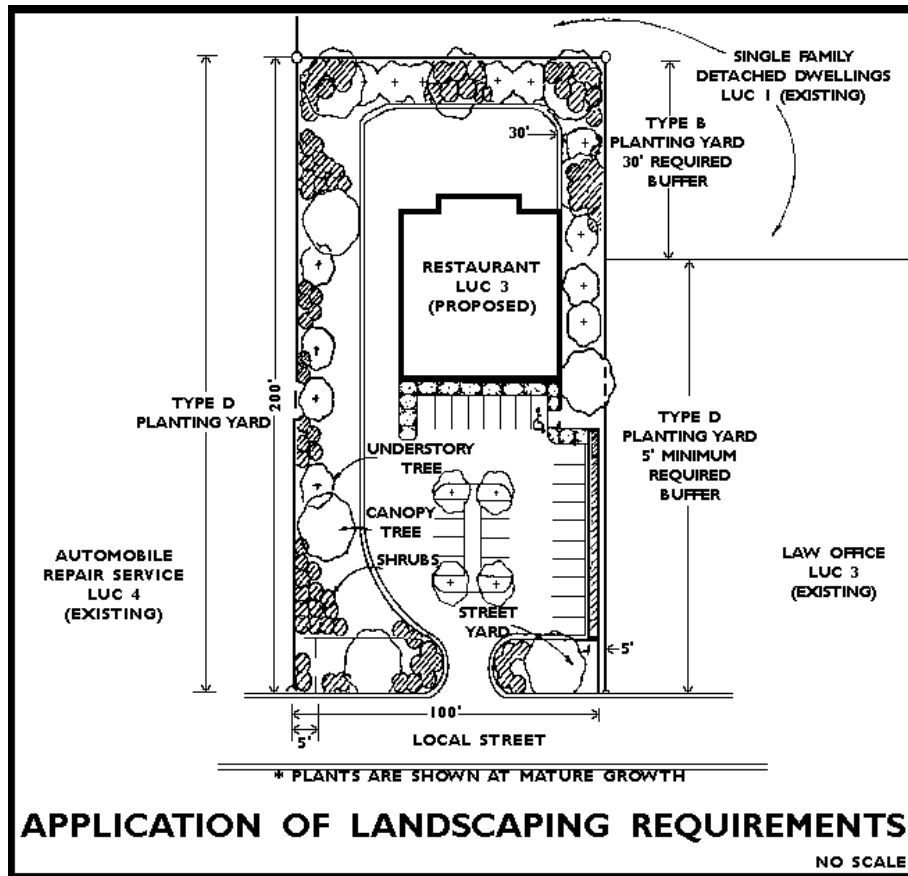 SINGLE FAMILY
DETACHED DWELLINGS
LUC 1 (EXISTING)
30'
TYPE B
PLANTING YARD
30' REQUIRED
BUFFER
RESTAURANT
LUC 3
(PROPOSED)
200'
TYPE D
PLANTING YARD
TYPE D
PLANTING YARD
5' MINIMUM
REQUIRED
BUFFER
UNDERSTORY
TREE
CANOPY
TREE
SHRUBS
AUTOMOBILE
REPAIR SERVICE
LUC 4
(EXISTING)
LAW OFFICE
LUC 3
(EXISTING)
STREET
YARD
5'
100'
5'
LOCAL STREET
* PLANTS ARE SHOWN AT MATURE GROWTH
APPLICATION OF LANDSCAPING REQUIREMENTS
NO SCALE